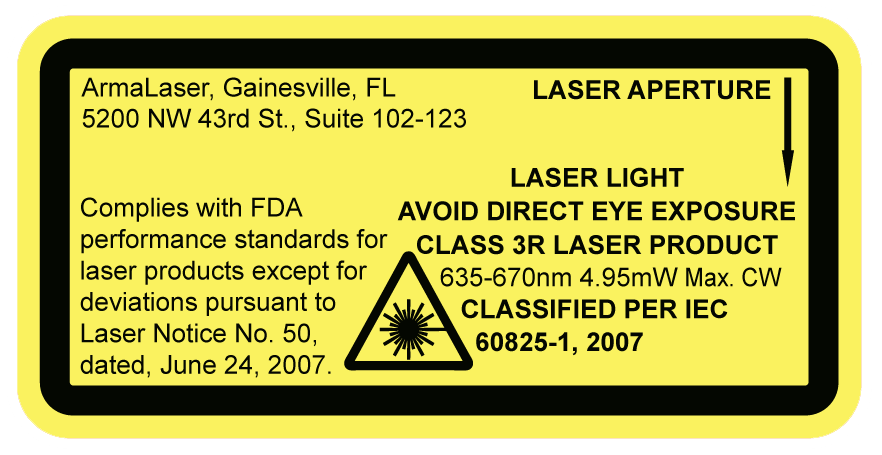 ArmaLaser, Gainesville, FL
5200 NW 43rd St., Suite 102-123
LASER APERTURE
Complies with FDA
performance standards for
laser products except for
deviations pursuant to
Laser Notice No. 50,
dated, June 24, 2007.
LASER LIGHT
AVOID DIRECT EYE EXPOSURE
CLASS 3R LASER PRODUCT
635-670nm 4.95mW Max. CW
CLASSIFIED PER IEC
60825-1, 2007